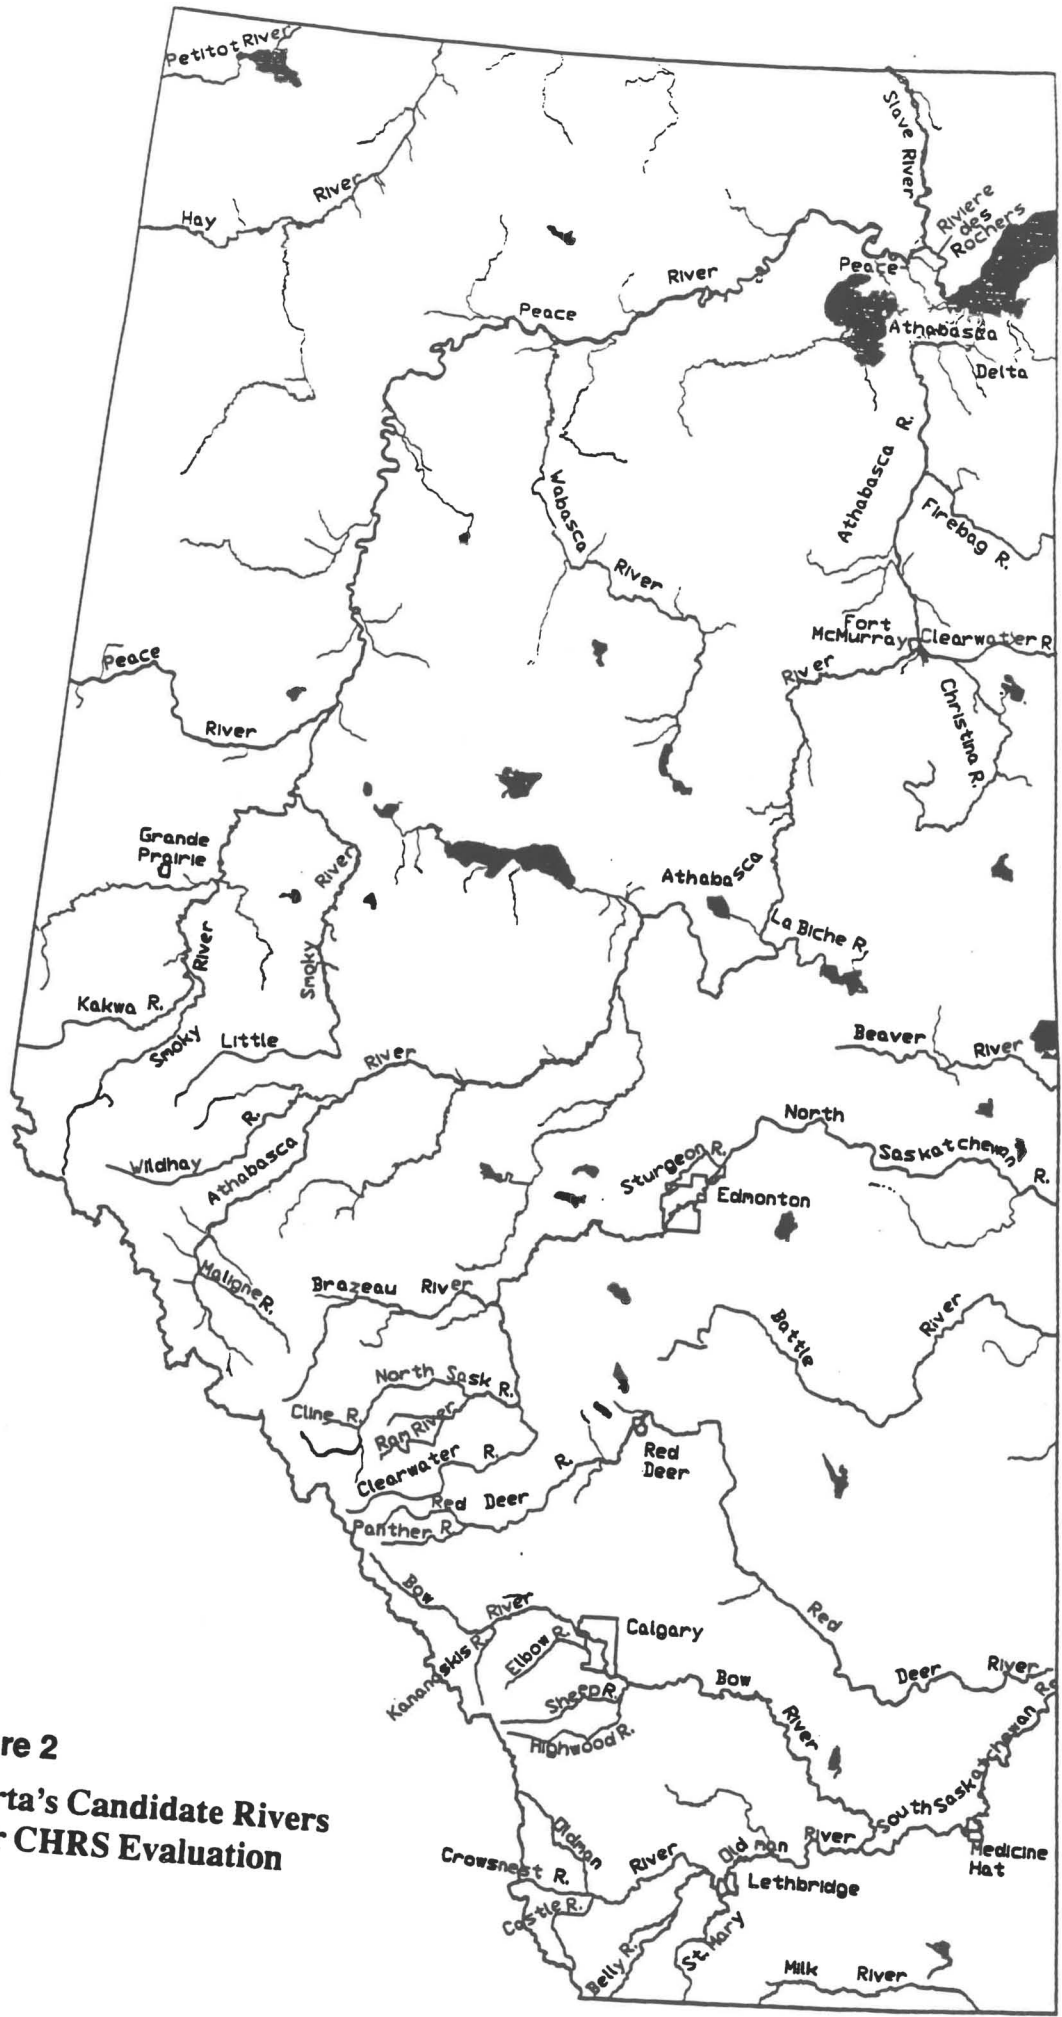 Petitot River
Slave River
River
Hay
Riviere
des
Rochers
River
Peace
Peace
Athabasca
Delta
Athabasca R.
Firebag R.
Wabasca
River
Fort
McMurray
Clearwater R
River
Christina R.
Peace
River
Grande
Prairie
River
Athabasca
La Biche R.
River
Smoky
Kakwa R.
Smoky
Little
River
Beaver
River
North
Saskatchewan
R.
R.
Wildhay
Athabasca
Sturgeon R.
Edmonton
Maligne R.
Brazeau River
Battle
River
North Sask R.
Cline R.
Ram River
Clearwater R.
Red
Deer
Red Deer R.
Panther R.
Bow
River
Red
Deer
River
Calgary
Elbow R.
Kananaskis R.
Bow
River
Sheep R.
Highwood R.
South Saskatchewan R.
Oldman
River
Oldman
River
Medicine
Hat
Crowsnest R.
Lethbridge
Castle R.
St. Mary
Belly R.
Milk River
re 2
rta's Candidate Rivers
r CHRS Evaluation